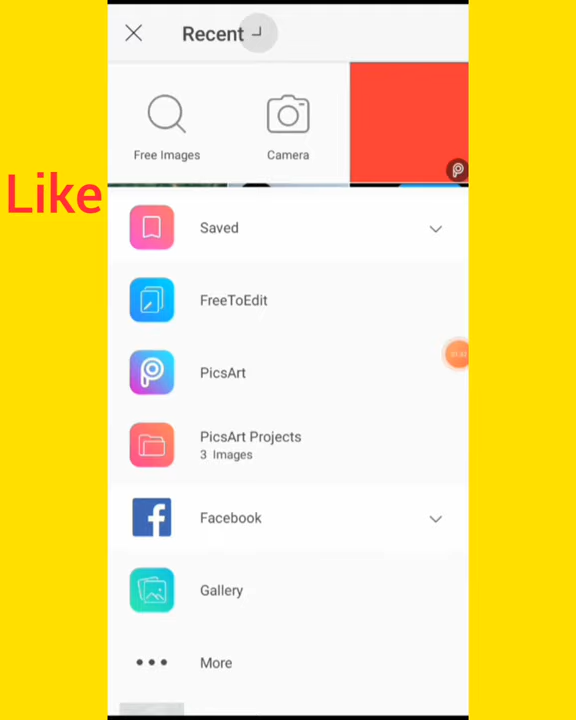 Recent
Free Images
Camera
Like
Saved
FreeToEdit
PicsArt
PicsArt Projects
3 Images
Facebook
Gallery
More